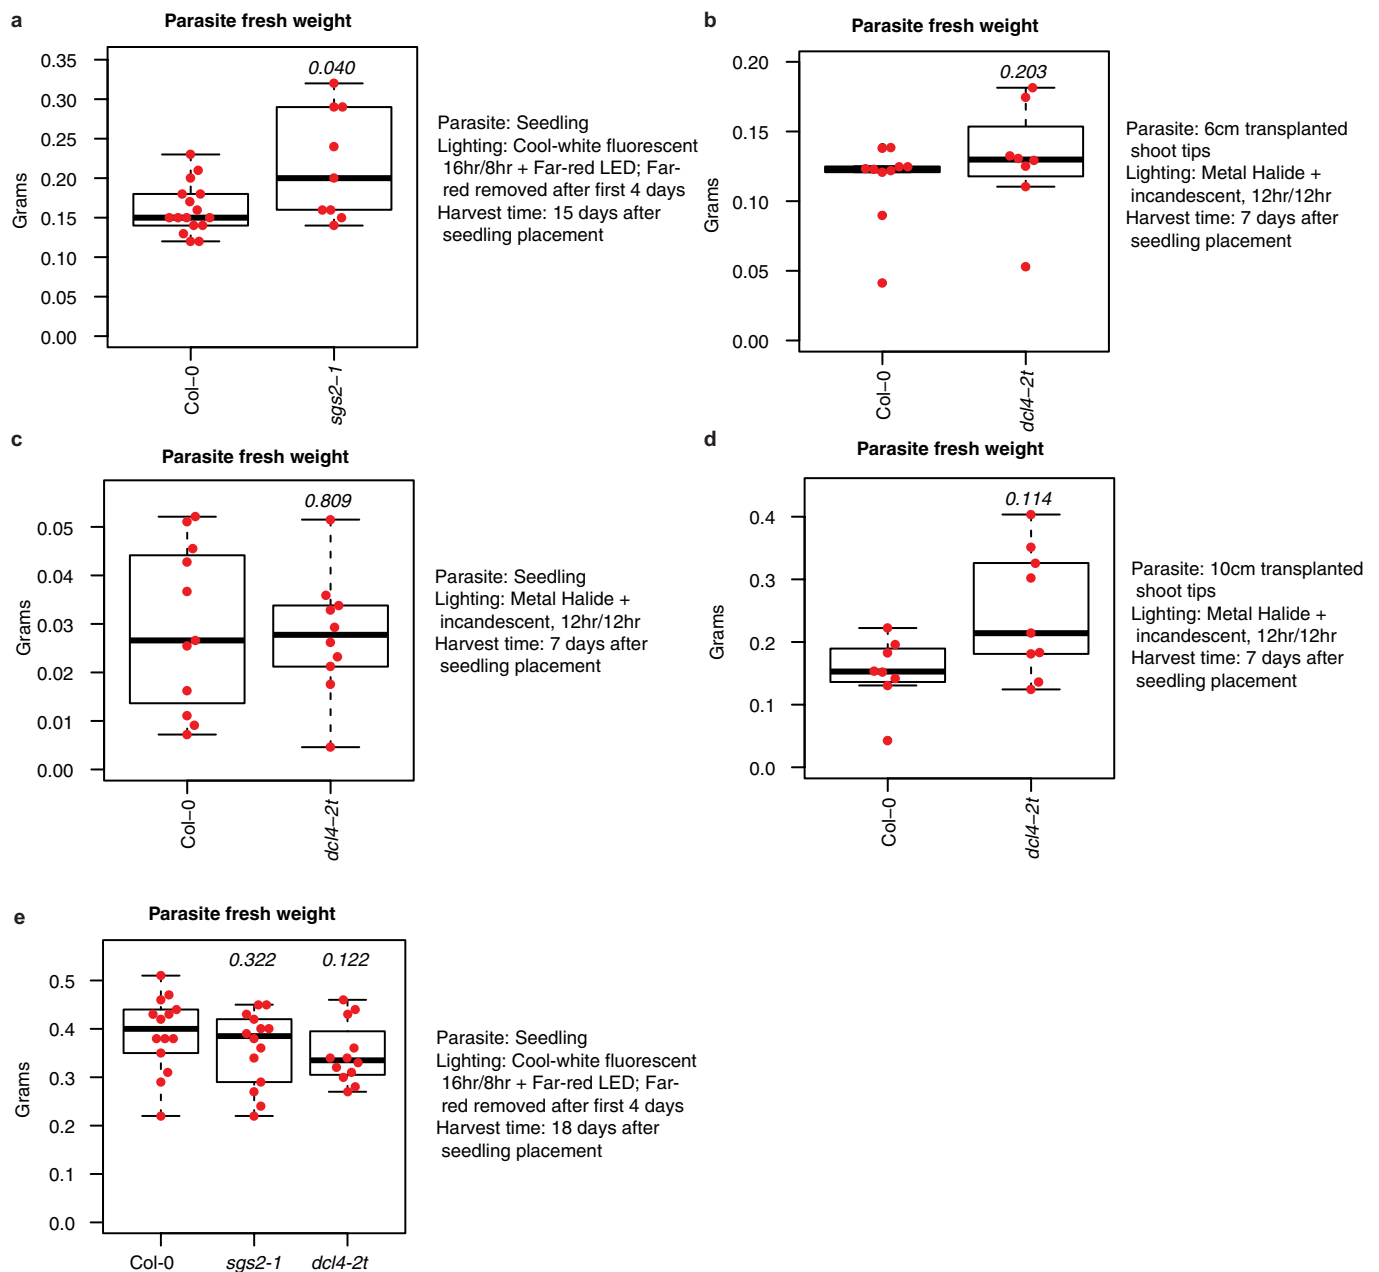 a
Parasite fresh weight
0.040
0.35
0.30
0.25
0.20
0.15
0.10
0.05
0.00
Grams
Col−0
sgs2−1
Parasite: Seedling
Lighting: Cool-white fluorescent
16hr/8hr + Far-red LED; Far-
red removed after first 4 days
Harvest time: 15 days after
seedling placement
b
Parasite fresh weight
0.203
0.20
0.15
0.10
0.05
0.00
Grams
Col−0
dcl4−2t
Parasite: 6cm transplanted
shoot tips
Lighting: Metal Halide +
incandescent, 12hr/12hr
Harvest time: 7 days after
seedling placement
c
Parasite fresh weight
0.809
0.05
0.04
0.03
0.02
0.01
0.00
Grams
Col−0
dcl4−2t
Parasite: Seedling
Lighting: Metal Halide +
incandescent, 12hr/12hr
Harvest time: 7 days after
seedling placement
d
Parasite fresh weight
0.114
0.4
0.3
0.2
0.1
0.0
Grams
Col−0
dcl4−2t
Parasite: 10cm transplanted
shoot tips
Lighting: Metal Halide +
incandescent, 12hr/12hr
Harvest time: 7 days after
seedling placement
e
Parasite fresh weight
0.322 0.122
0.5
0.4
0.3
0.2
0.1
0.0
Grams
Col-0 sgs2-1 dcl4-2t
Parasite: Seedling
Lighting: Cool-white fluorescent
16hr/8hr + Far-red LED; Far-
red removed after first 4 days
Harvest time: 18 days after
seedling placement